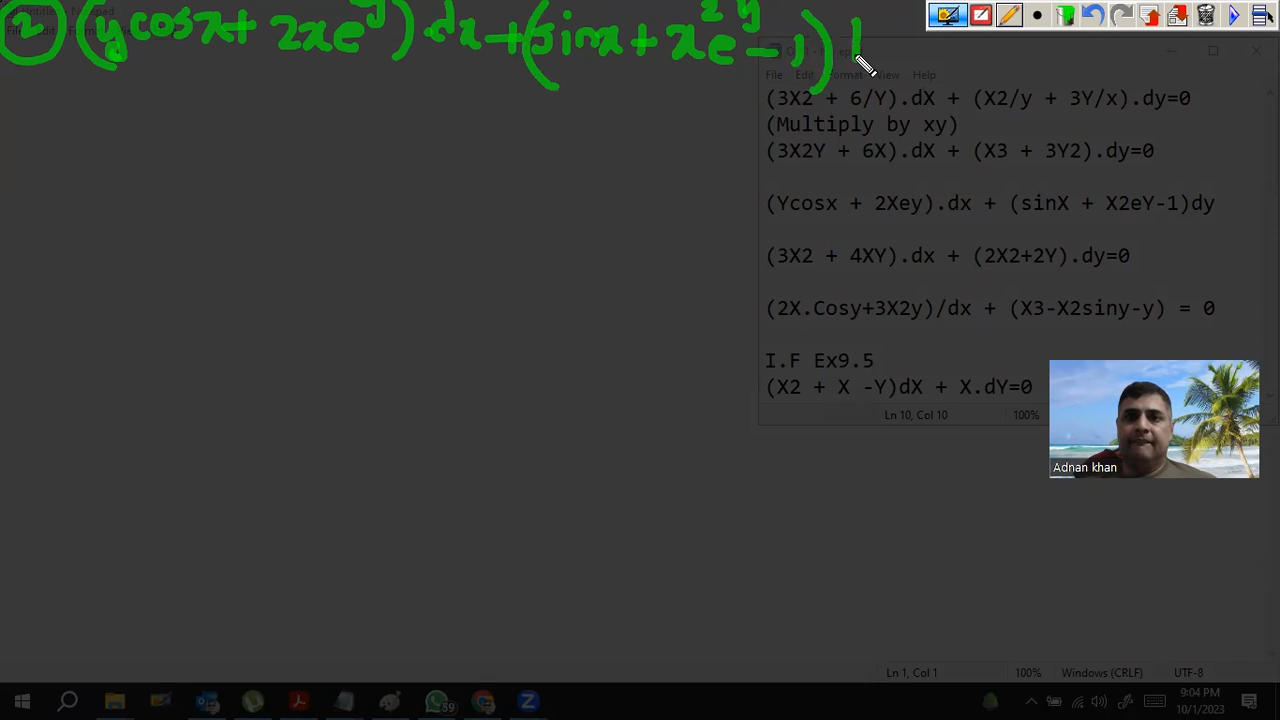 ② (y cosx + 2xe^y) dx + (sinx + x^2 e^y - 1)
File Edit Format View Help
(3X2 + 6/Y).dX + (X2/y + 3Y/x).dy=0
(Multiply by xy)
(3X2Y + 6X).dX + (X3 + 3Y2).dy=0
(Ycosx + 2Xey).dx + (sinX + X2eY-1)dy
(3X2 + 4XY).dx + (2X2+2Y).dy=0
(2X.Cosy+3X2y)/dx + (X3-X2siny-y) = 0
I.F Ex9.5
(X2 + X -Y)dX + X.dY=0
Ln 10, Col 10 100%
Adnan khan
Ln 1, Col 1 100% Windows (CRLF) UTF-8
59
9:04 PM
10/1/2023